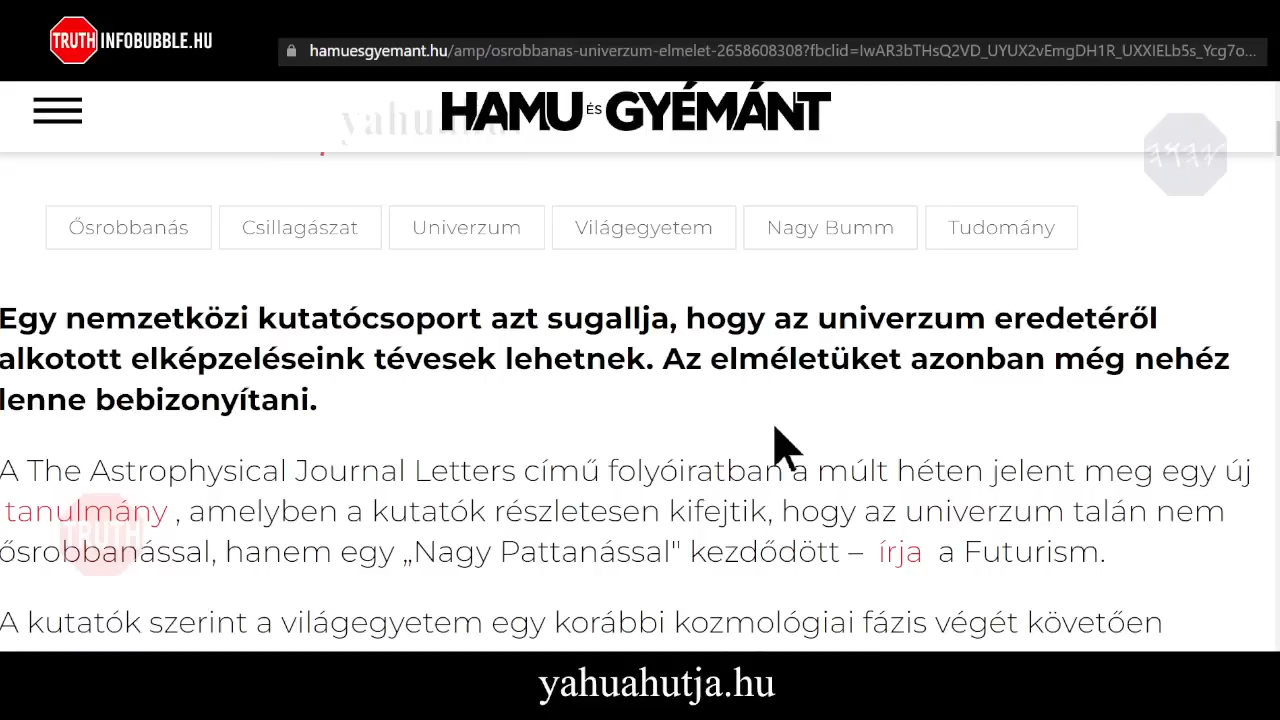 TRUTH INFOBUBBLE.HU
hamuesgyemant.hu/amp/osrobbanas-univerzum-elmelet-2658608308?fbclid=IwAR3bTHsQ2VD_UYUX2vEmgDH1R_UXXIELb5s_Ycg7o...
HAMU ÉS GYÉMÁNT
Ősrobbanás Csillagászat Univerzum Világegyetem Nagy Bumm Tudomány
Egy nemzetközi kutatócsoport azt sugallja, hogy az univerzum eredetéről
alkotott elképzeléseink tévesek lehetnek. Az elméletüket azonban még nehéz
lenne bebizonyítani.
A The Astrophysical Journal Letters című folyóiratban a múlt héten jelent meg egy új
tanulmány , amelyben a kutatók részletesen kifejtik, hogy az univerzum talán nem
ősrobbanással, hanem egy „Nagy Pattanással" kezdődött – írja a Futurism.
TRUTH
A kutatók szerint a világegyetem egy korábbi kozmológiai fázis végét követően
yahuahutja.hu